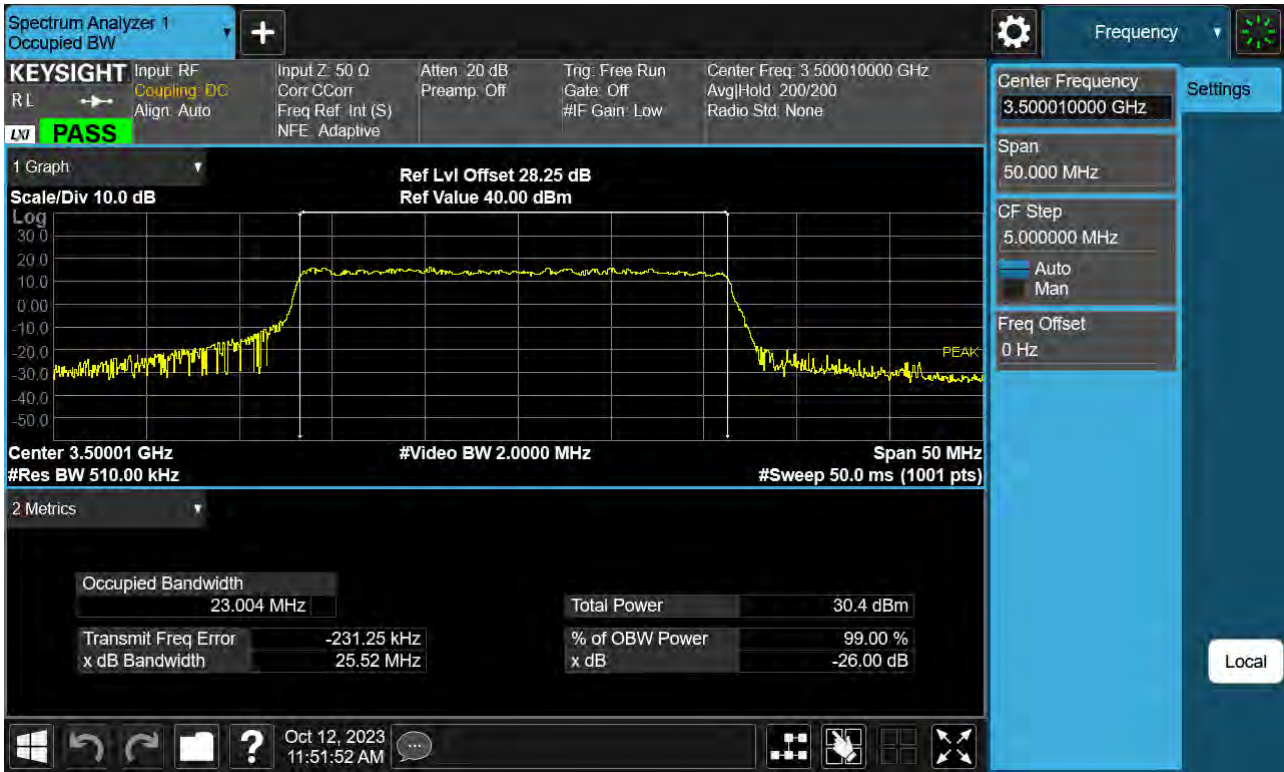 Spectrum Analyzer 1
Occupied BW
Frequency
KEYSIGHT
RL
LXI
PASS
Input: RF
Coupling: DC
Align: Auto
Input Z: 50 Ω
Corr CCorr
Freq Ref: Int (S)
NFE: Adaptive
Atten: 20 dB
Preamp: Off
Trig: Free Run
Gate: Off
#IF Gain: Low
Center Freq: 3.500010000 GHz
Avg|Hold: 200/200
Radio Std: None
Center Frequency
3.500010000 GHz
Settings
Span
50.000 MHz
CF Step
5.000000 MHz
Auto
Man
Freq Offset
0 Hz
Local
1 Graph
Scale/Div 10.0 dB
Ref Lvl Offset 28.25 dB
Ref Value 40.00 dBm
Log
30.0
20.0
10.0
0.00
-10.0
-20.0
-30.0
-40.0
-50.0
PEAK
Center 3.50001 GHz
#Video BW 2.0000 MHz
Span 50 MHz
#Res BW 510.00 kHz
#Sweep 50.0 ms (1001 pts)
2 Metrics
Occupied Bandwidth
23.004 MHz
Total Power 30.4 dBm
Transmit Freq Error -231.25 kHz
% of OBW Power 99.00 %
x dB Bandwidth 25.52 MHz
x dB -26.00 dB
?
Oct 12, 2023
11:51:52 AM